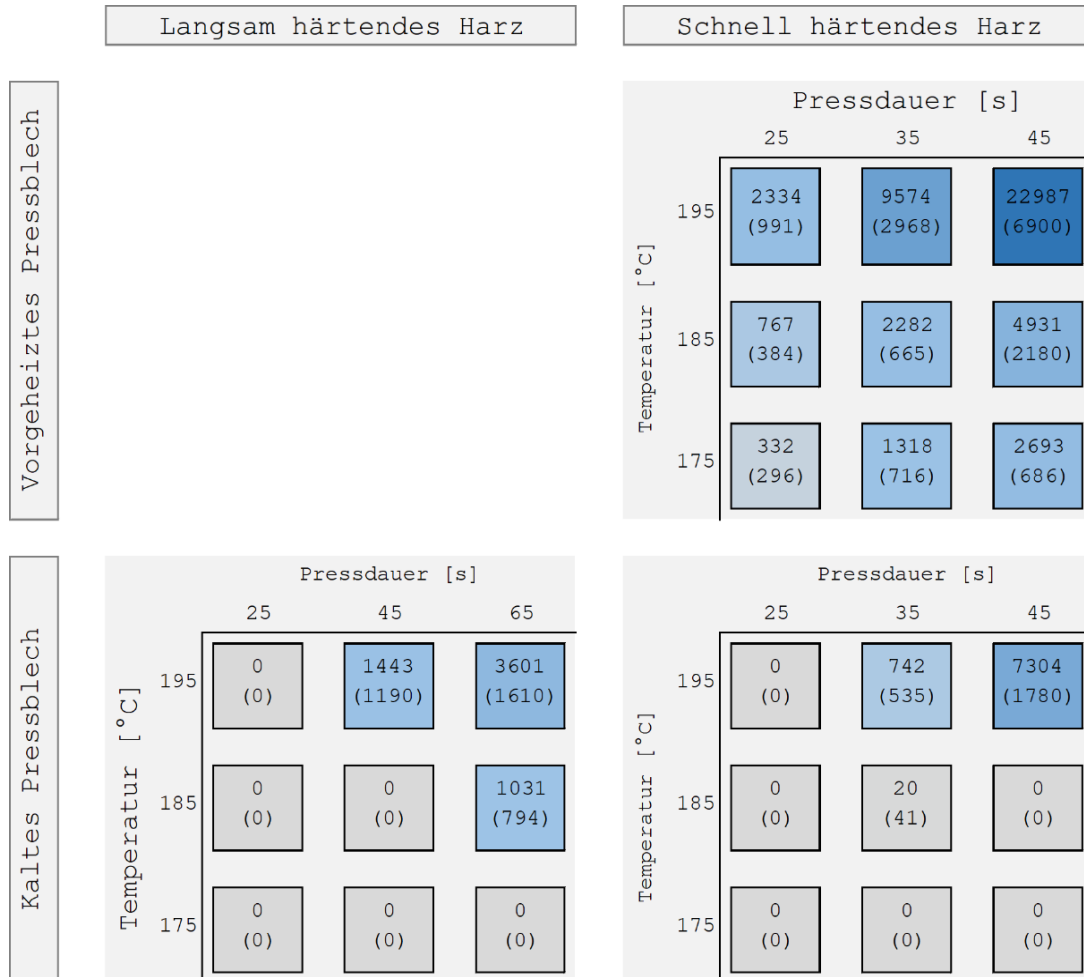 Langsam härtendes Harz
Schnell härtendes Harz
Vorgeheiztes Pressblech
Pressdauer [s]
25 35 45
Temperatur [°C]
195
2334 9574 22987
(991) (2968) (6900)
185
767 2282 4931
(384) (665) (2180)
175
332 1318 2693
(296) (716) (686)
Kaltes Pressblech
Pressdauer [s]
25 45 65
Temperatur [°C]
195
0 1443 3601
(0) (1190) (1610)
185
0 0 1031
(0) (0) (794)
175
0 0 0
(0) (0) (0)
Pressdauer [s]
25 35 45
Temperatur [°C]
195
0 742 7304
(0) (535) (1780)
185
0 20 0
(0) (41) (0)
175
0 0 0
(0) (0) (0)